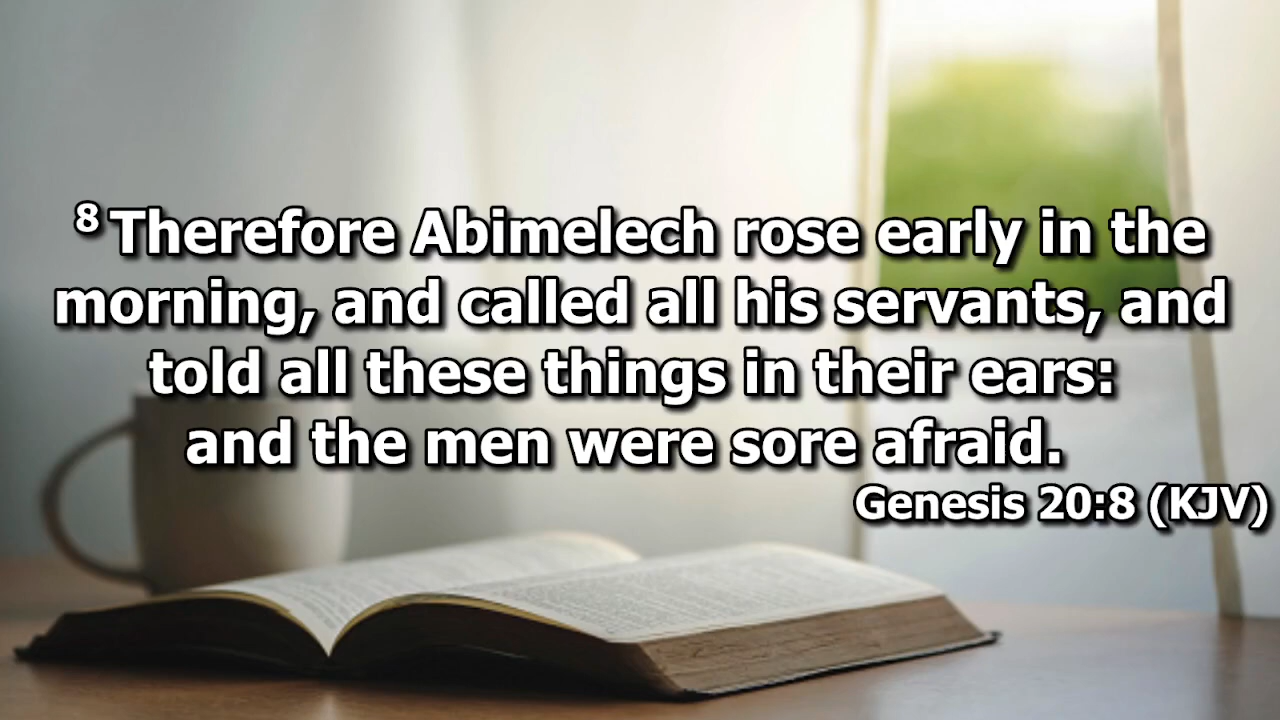 8 Therefore Abimelech rose early in the
morning, and called all his servants, and
told all these things in their ears:
and the men were sore afraid.
Genesis 20:8 (KJV)